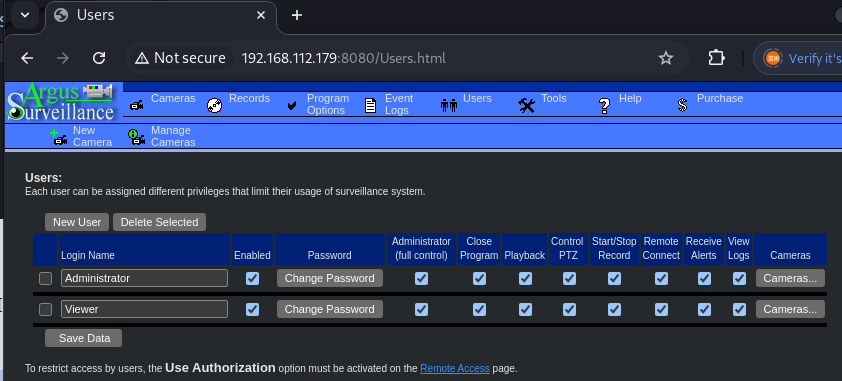 Users
Not secure 192.168.112.179:8080/Users.html
Verify it's
Argus Surveillance
Cameras Records Program Options Event Logs Users Tools Help Purchase
New Camera Manage Cameras
Users:
Each user can be assigned different privileges that limit their usage of surveillance system.
New User Delete Selected
Login Name Enabled Password Administrator (full control) Close Program Playback Control PTZ Start/Stop Record Remote Connect Receive Alerts View Logs Cameras
Administrator Change Password Cameras...
Viewer Change Password Cameras...
Save Data
To restrict access by users, the Use Authorization option must be activated on the Remote Access page.